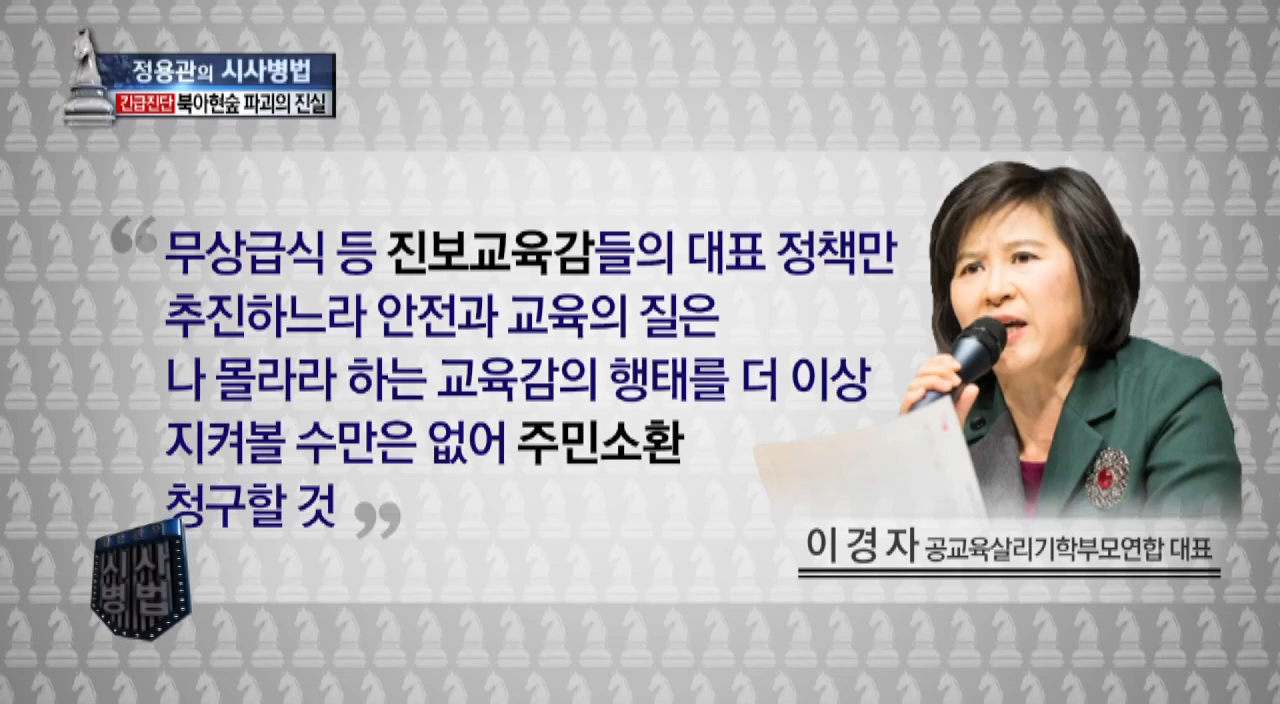 정용관의 시사병법
긴급진단 북아현숲 파괴의 진실
“무상급식 등 진보교육감들의 대표 정책만
추진하느라 안전과 교육의 질은
나 몰라라 하는 교육감의 행태를 더 이상
지켜볼 수만은 없어 주민소환
청구할 것”
이경자 공교육살리기학부모연합 대표
시사
병법